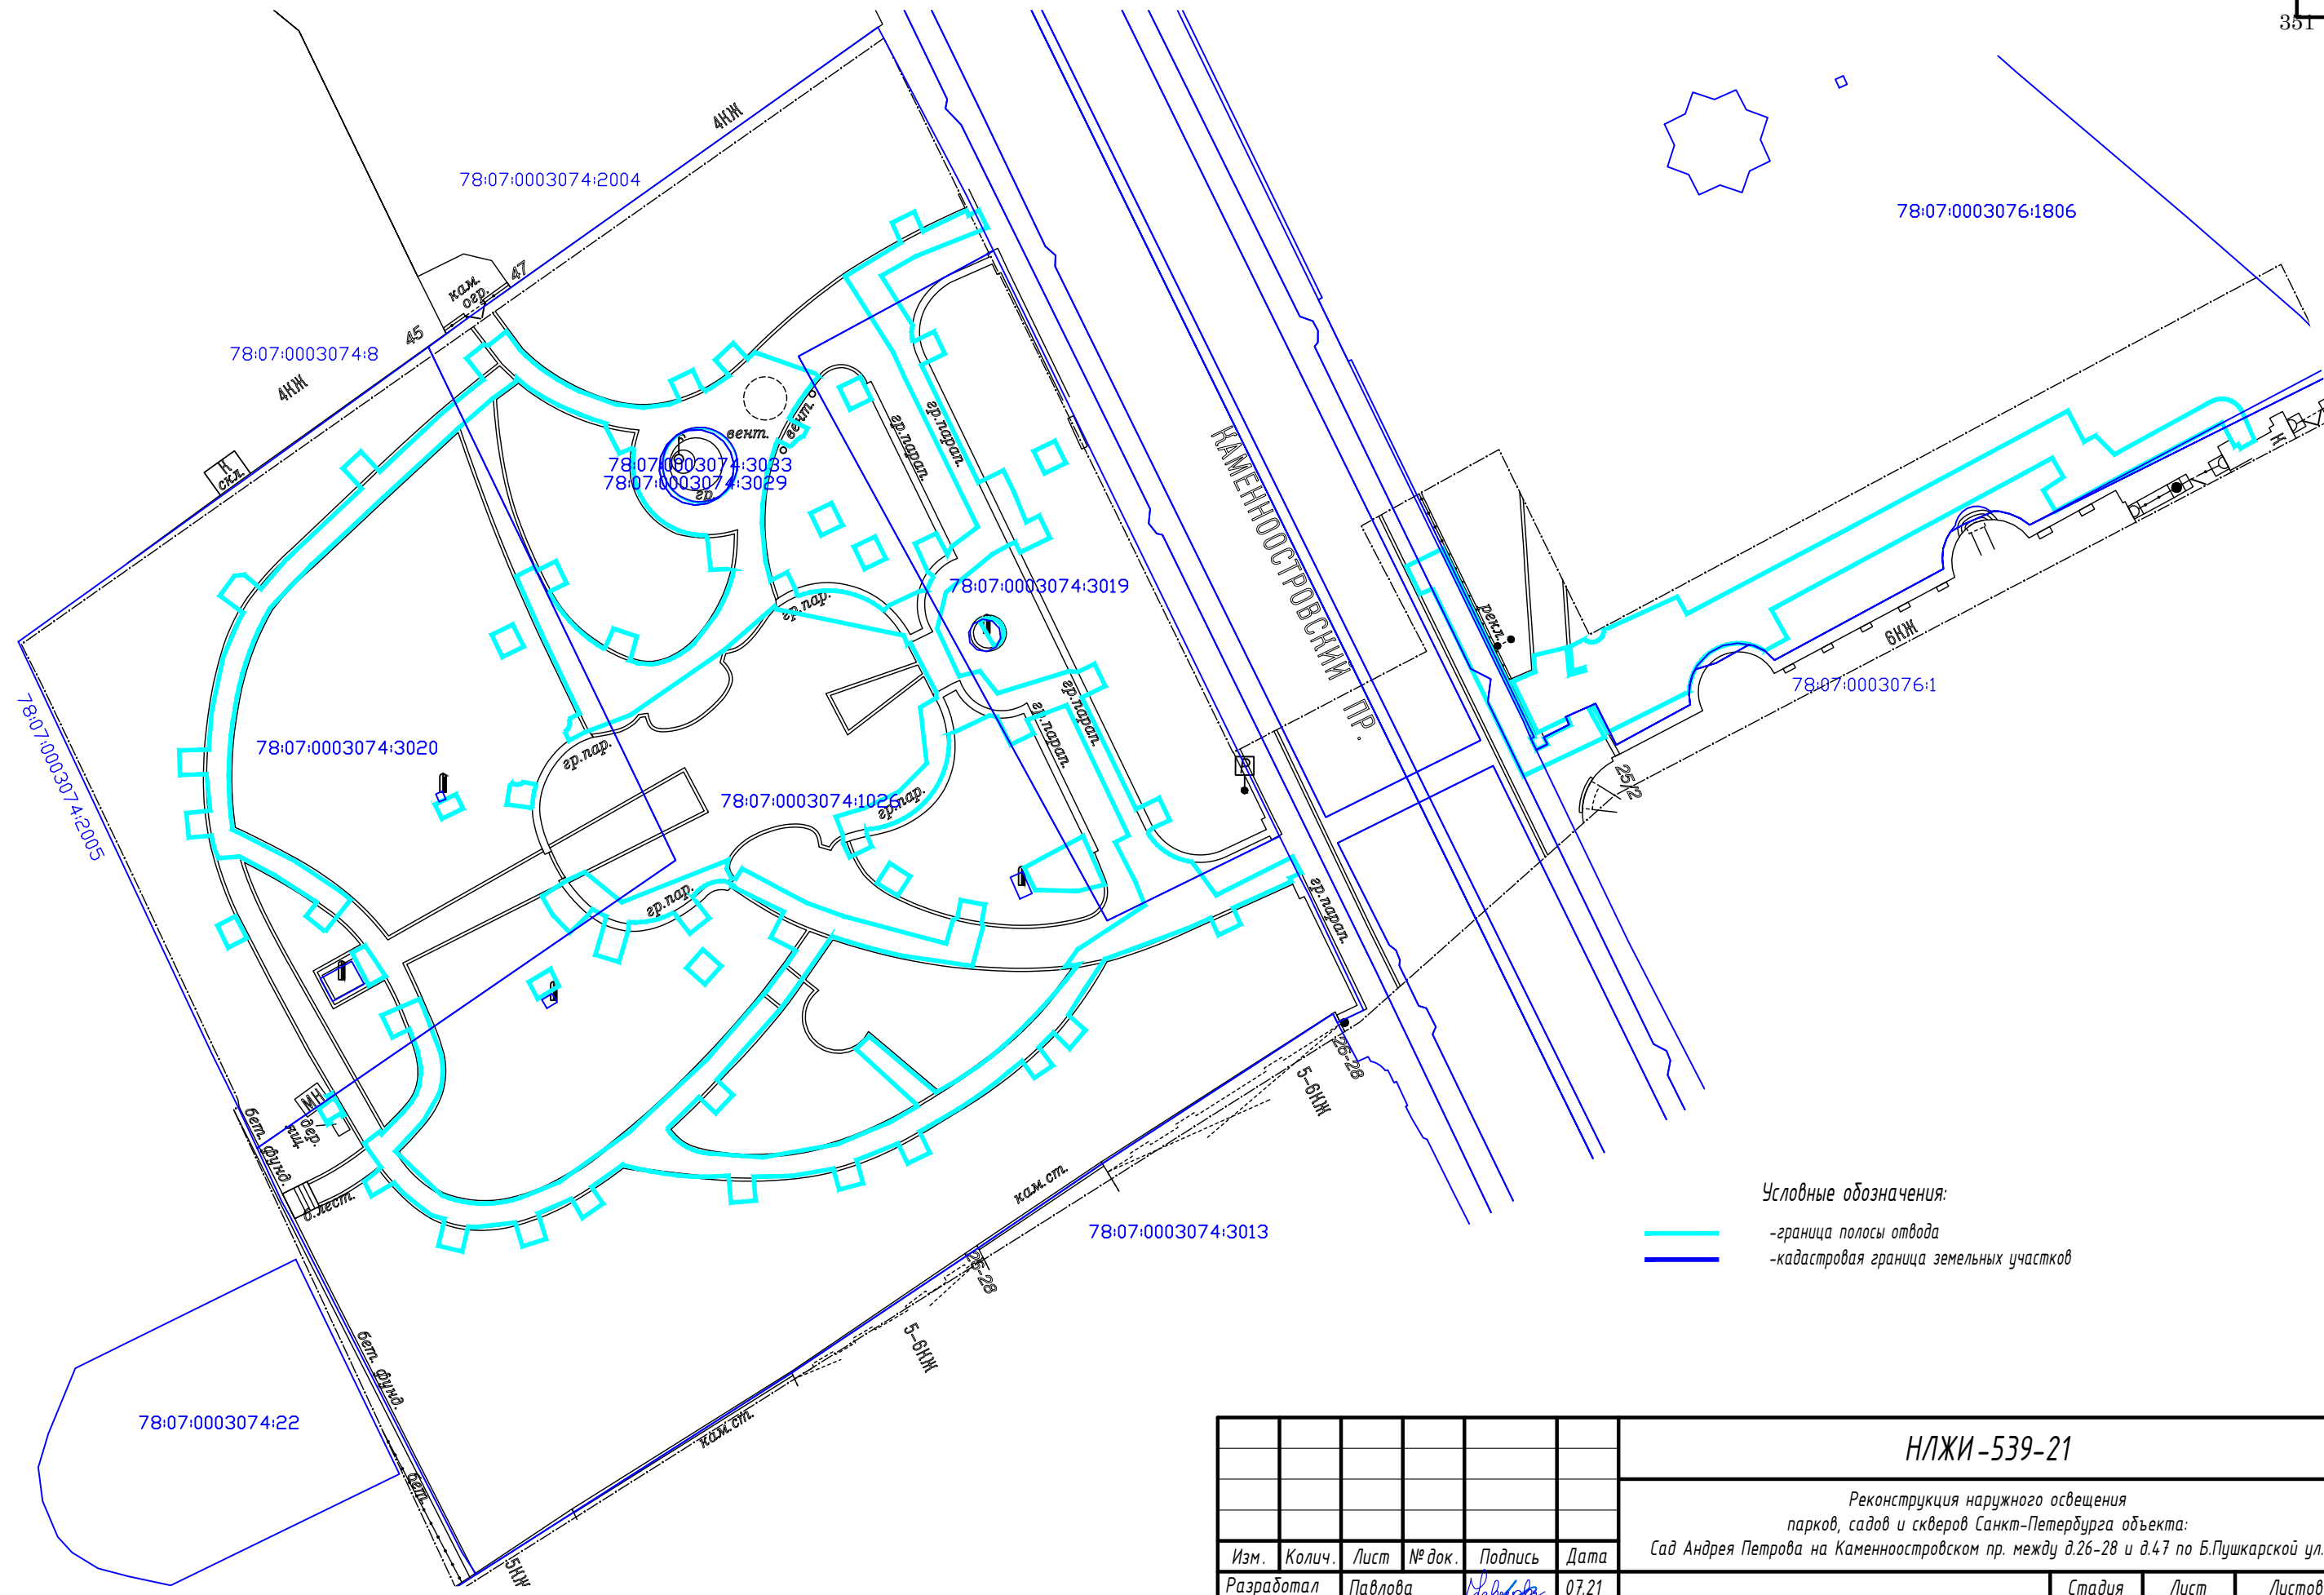 351
4КЖ
78:07:0003074:2004
78:07:0003076:1806
кам.
огр.
47
45
78:07:0003074:8
4КЖ
К
скл.
вент.
вент.
гр.парап.
гр.парап.
78:07:0003074:3033
78:07:0003074:3029
гр.
КАМЕННООСТРОВСКИЙ ПР.
Н
78:07:0003074:3019
гр.пар.
рекл.
6КЖ
78:07:0003076:1
78:07:0003074:2005
78:07:0003074:3020
гр.пар.
гр.парап.
гр.парап.
Р
25/2
78:07:0003074:1026
гр.пар.
гр.пар.
гр.парап.
МН
дер.
пщ.
бет. фунд.
б.лест.
26-28
5-6КЖ
кам.ст.
78:07:0003074:3013
26-28
5-6КЖ
бет. фунд.
78:07:0003074:22
кам.ст.
бет.
5КЖ
Условные обозначения:
-граница полосы отвода
-кадастровая граница земельных участков
НЛЖИ-539-21
Реконструкция наружного освещения
парков, садов и скверов Санкт-Петербурга объекта:
Сад Андрея Петрова на Каменноостровском пр. между д.26-28 и д.47 по Б.Пушкарской ул.
Изм. Колич. Лист № док. Подпись Дата
Разработал Павлова 07.21
Стадия Лист Листов